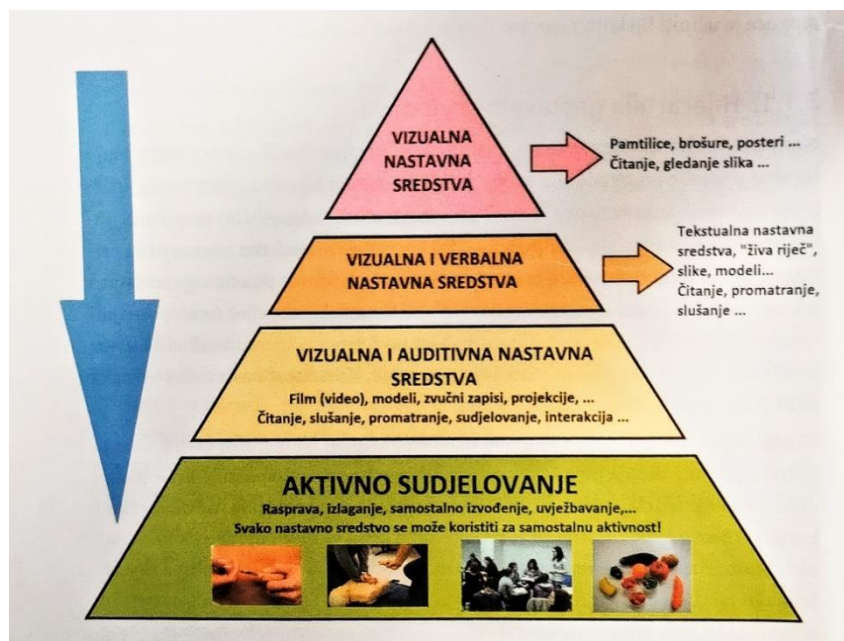 VIZUALNA
NASTAVNA
SREDSTVA
Pamtilice, brošure, posteri ...
Čitanje, gledanje slika ...
VIZUALNA I VERBALNA
NASTAVNA SREDSTVA
Tekstualna nastavna
sredstva, "živa riječ",
slike, modeli...
Čitanje, promatranje,
slušanje ...
VIZUALNA I AUDITIVNA NASTAVNA
SREDSTVA
Film (video), modeli, zvučni zapisi, projekcije, ...
Čitanje, slušanje, promatranje, sudjelovanje, interakcija ...
AKTIVNO SUDJELOVANJE
Rasprava, izlaganje, samostalno izvođenje, uvježbavanje,...
Svako nastavno sredstvo se može koristiti za samostalnu aktivnost!